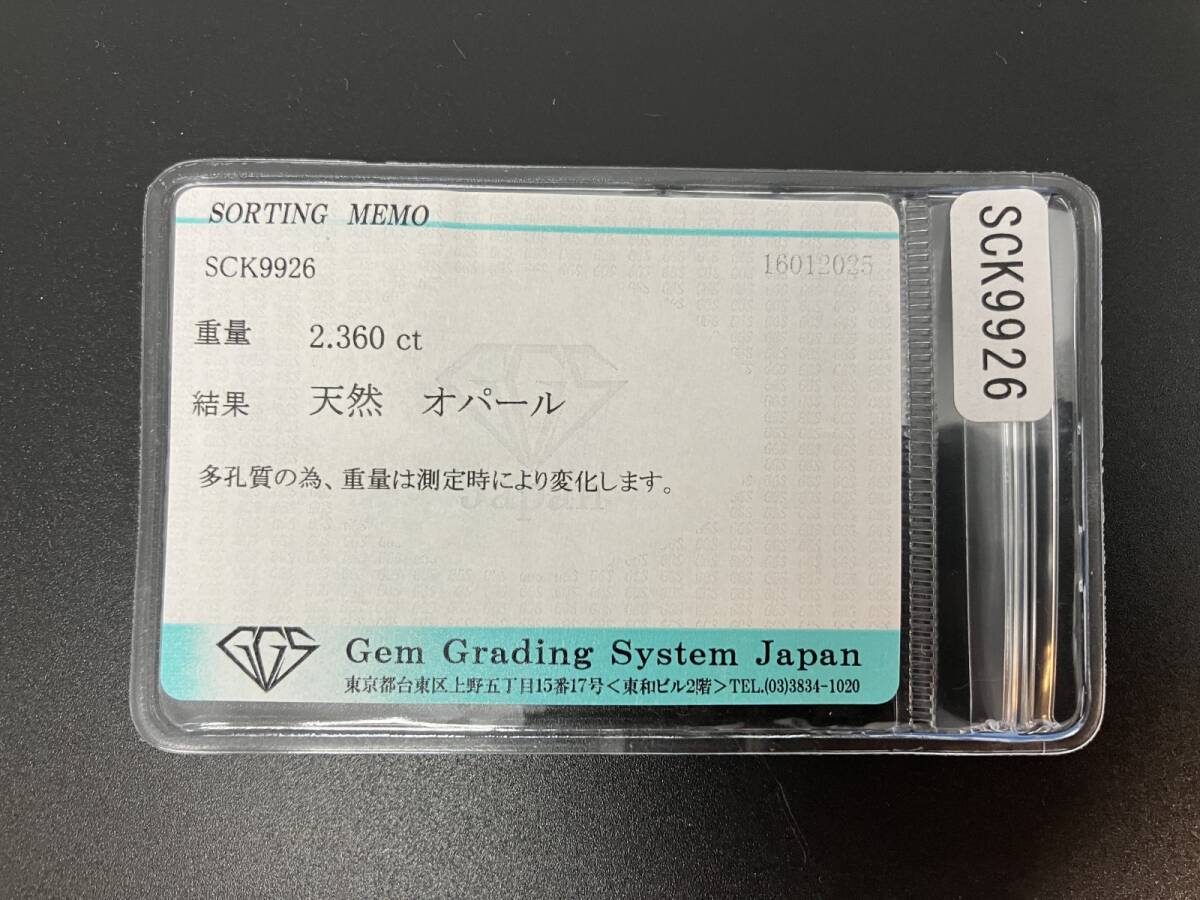 SORTING MEMO
SCK9926 16012025
重量 2.360 ct
結果 天然 オパール
多孔質の為、重量は測定時により変化します。
Japan
GGS Gem Grading System Japan
東京都台東区上野五丁目15番17号＜東和ビル2階＞TEL.(03)3834-1020
SCK9926